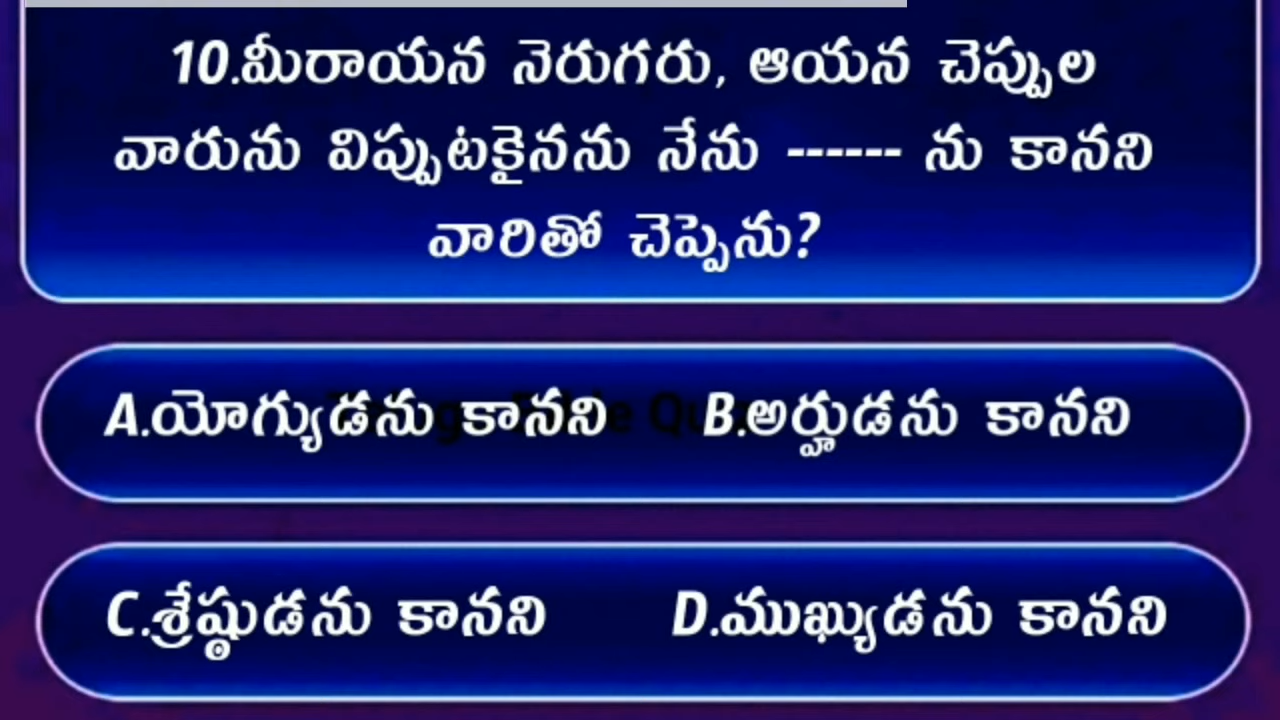 10.మీరాయన నెరుగరు, ఆయన చెప్పుల
వారును విప్పుటకైనను నేను ------ ను కానని
వారితో చెప్పెను?
A.యోగ్యుడను కానని B.అర్హుడను కానని
C.శ్రేష్ఠుడను కానని D.ముఖ్యుడను కానని